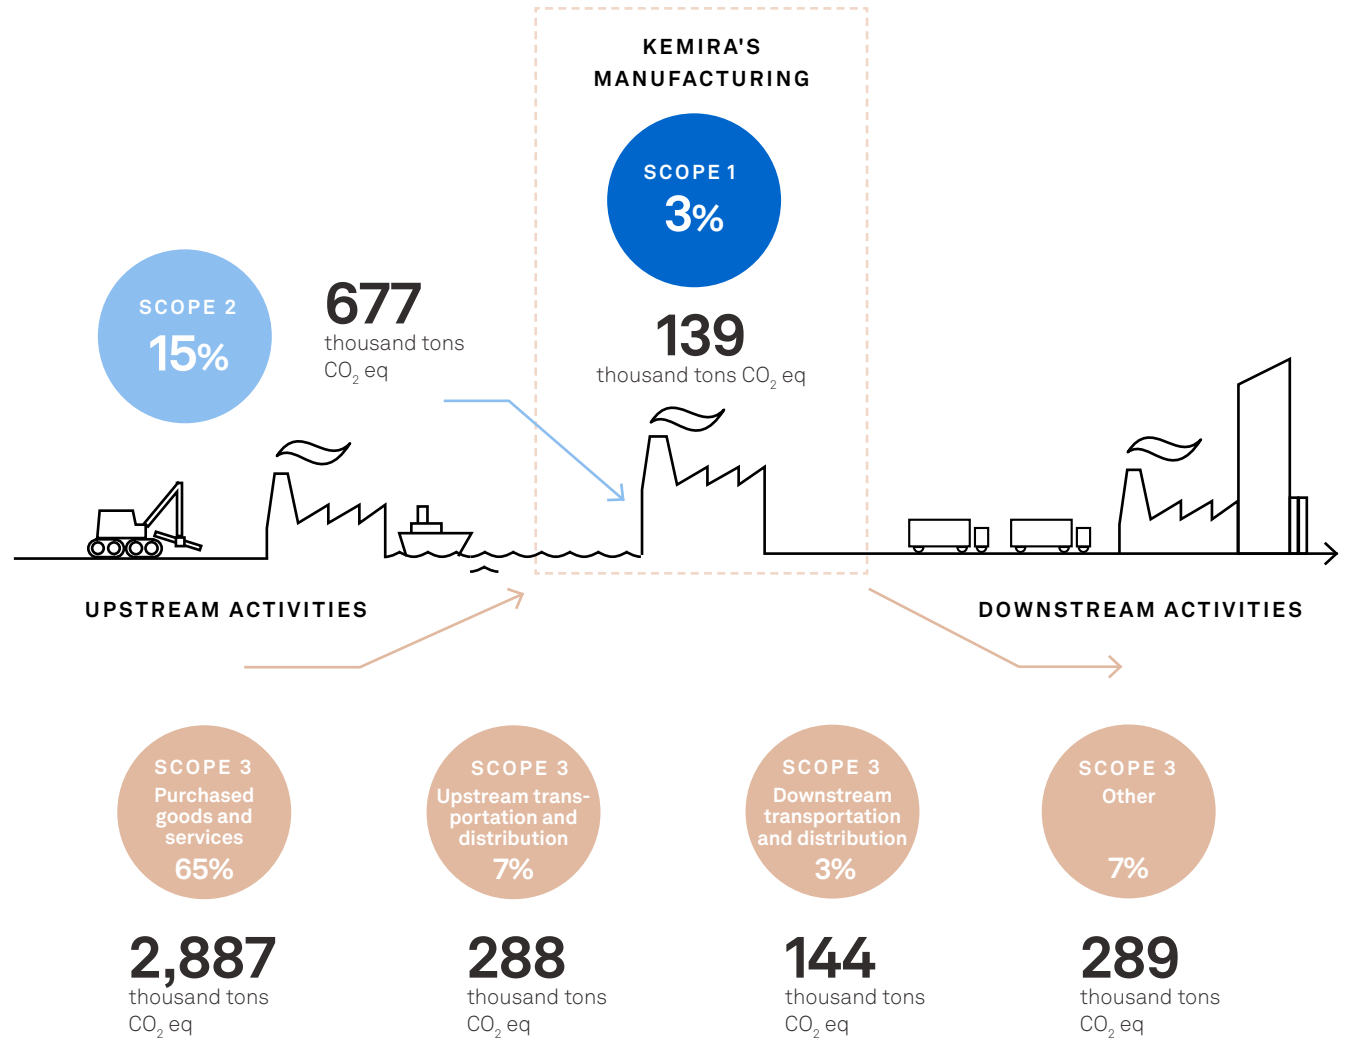 KEMIRA'S
MANUFACTURING
SCOPE 1
3%
139
thousand tons CO₂ eq
SCOPE 2
15%
677
thousand tons
CO₂ eq
UPSTREAM ACTIVITIES
DOWNSTREAM ACTIVITIES
SCOPE 3
Purchased
goods and
services
65%
2,887
thousand tons
CO₂ eq
SCOPE 3
Upstream trans-
portation and
distribution
7%
288
thousand tons
CO₂ eq
SCOPE 3
Downstream
transportation
and distribution
3%
144
thousand tons
CO₂ eq
SCOPE 3
Other
7%
289
thousand tons
CO₂ eq